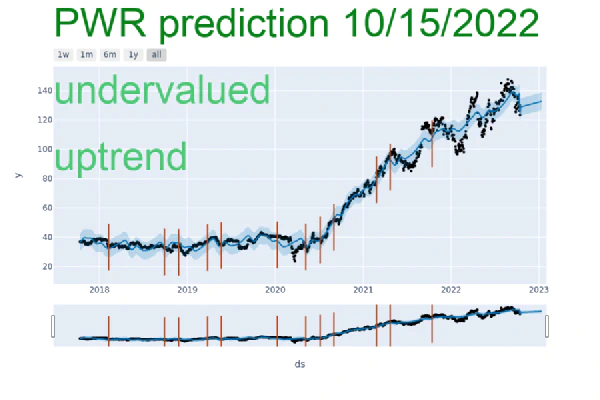 PWR prediction 10/15/2022
1w 1m 6m 1y all
undervalued
uptrend
140
120
100
80
60
40
20
y
2018 2019 2020 2021 2022 2023
ds